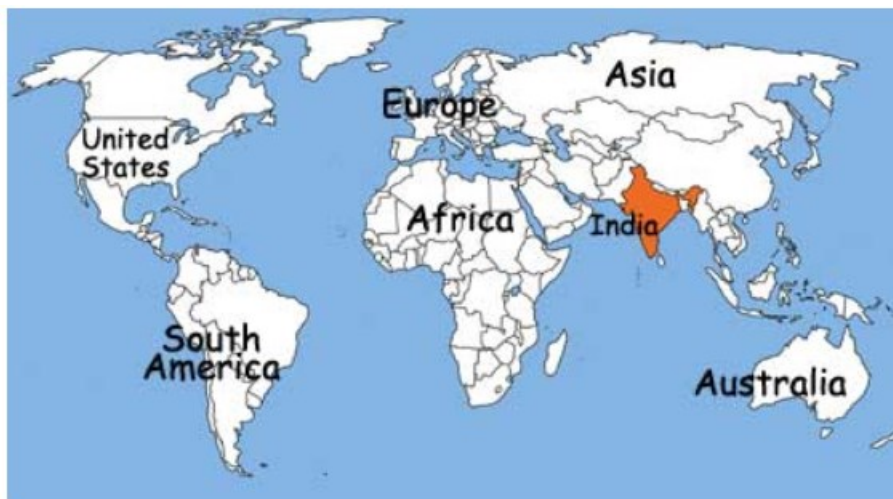 Asia
Europe
United
States
Africa
India
South
America
Australia